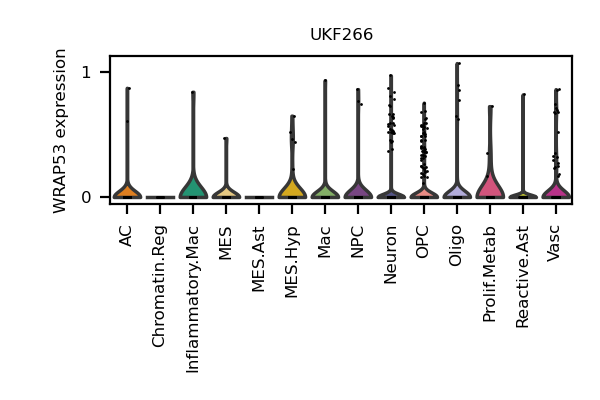 UKF266
WRAP53 expression
1
0
AC
Chromatin.Reg
Inflammatory.Mac
MES
MES.Ast
MES.Hyp
Mac
NPC
Neuron
OPC
Oligo
Prolif.Metab
Reactive.Ast
Vasc